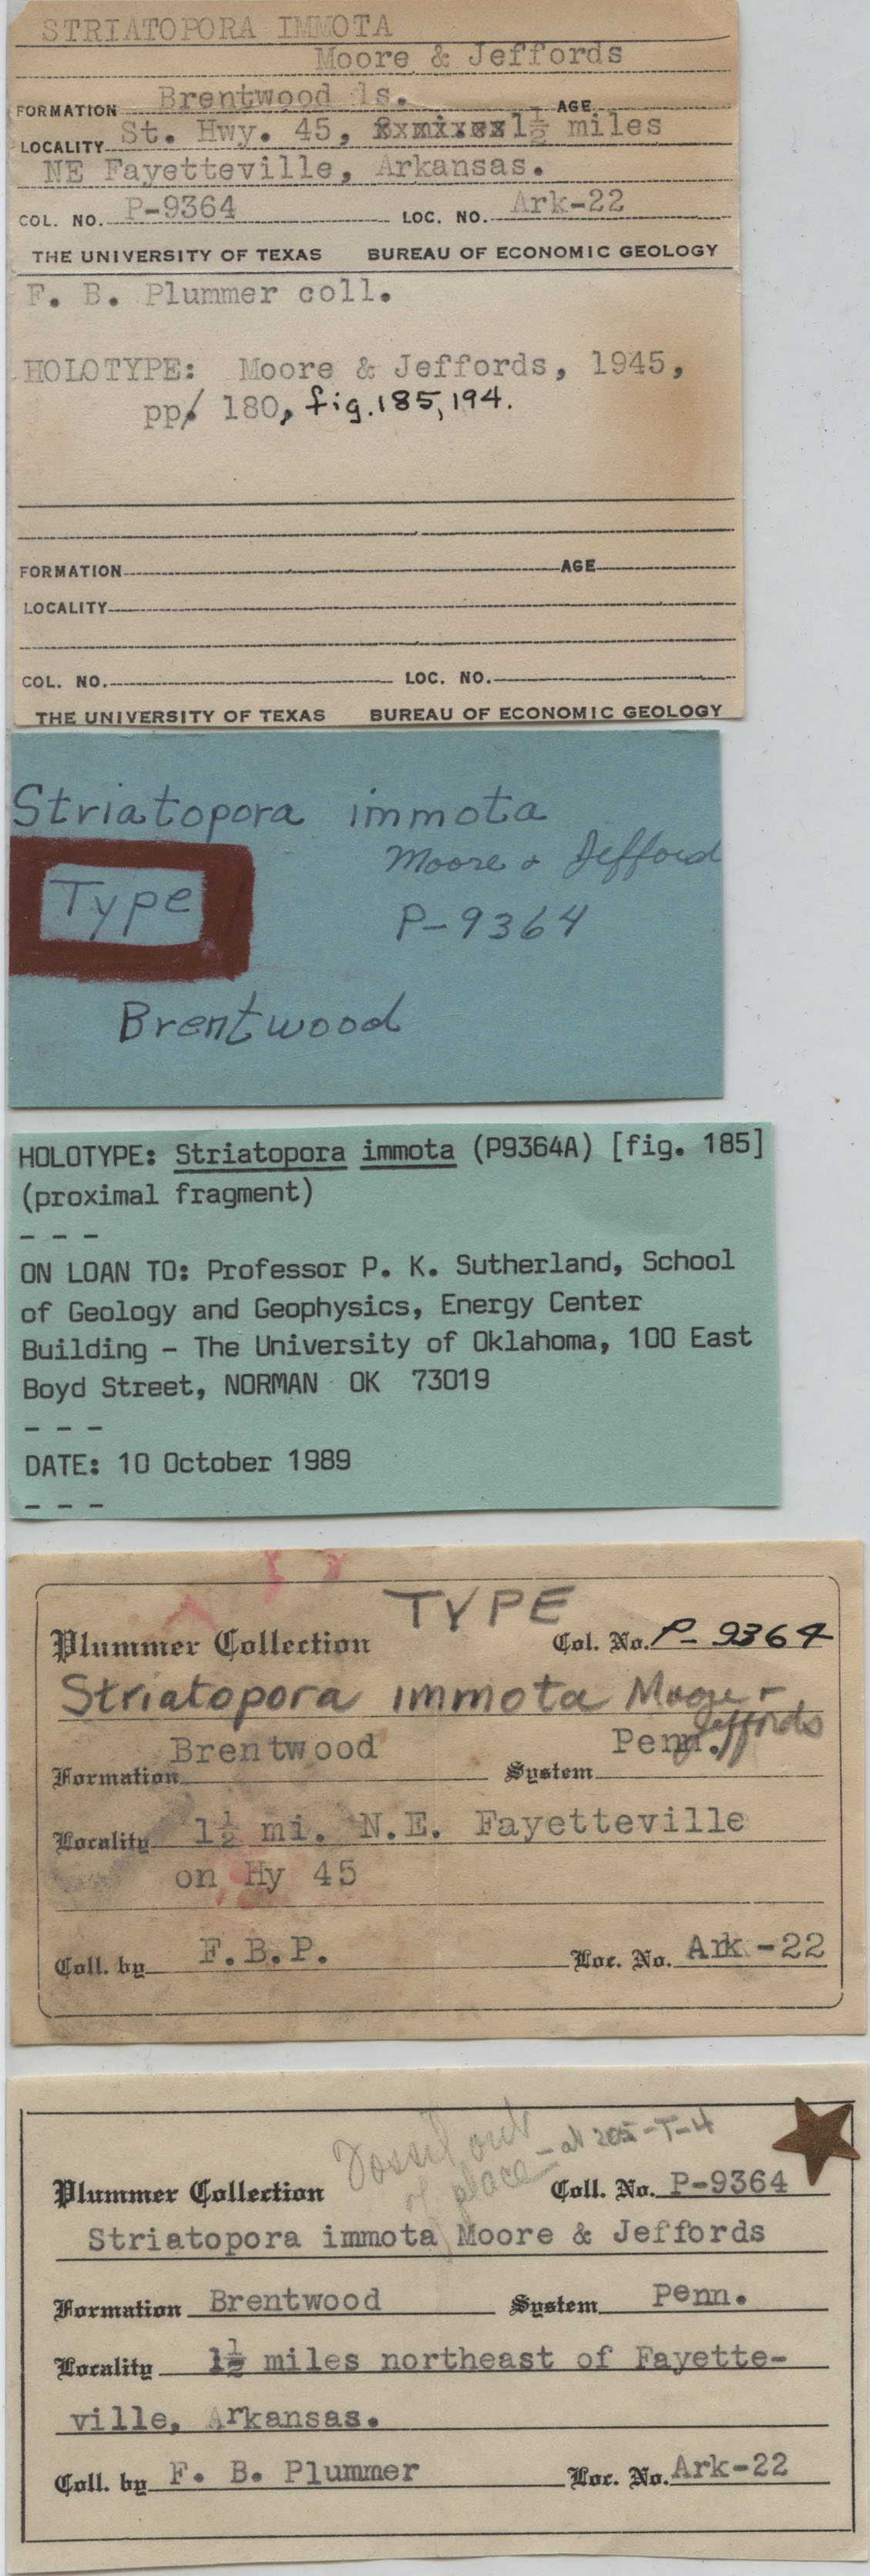 STRIATOPORA IMMOTA
Moore & Jeffords
FORMATION Brentwood ls. AGE
LOCALITY St. Hwy. 45, 1½ miles
NE Fayetteville, Arkansas.
COL. NO. P-9364 LOC. NO. Ark-22
THE UNIVERSITY OF TEXAS BUREAU OF ECONOMIC GEOLOGY
F. B. Plummer coll.
HOLOTYPE: Moore & Jeffords, 1945,
pp. 180, fig. 185, 194.
FORMATION AGE
LOCALITY
COL. NO. LOC. NO.
THE UNIVERSITY OF TEXAS BUREAU OF ECONOMIC GEOLOGY
Striatopora immota
Moore & Jefford
Type
P-9364
Brentwood
HOLOTYPE: Striatopora immota (P9364A) [fig. 185]
(proximal fragment)
- - -
ON LOAN TO: Professor P. K. Sutherland, School
of Geology and Geophysics, Energy Center
Building - The University of Oklahoma, 100 East
Boyd Street, NORMAN OK 73019
- - -
DATE: 10 October 1989
- - -
TYPE
Plummer Collection Col. No. P-9364
Striatopora immota Moore & Jeffords
Formation Brentwood System Penn.
Locality 1½ mi. N.E. Fayetteville
on Hy 45
Coll. by F.B.P. Loc. No. Ark-22
Fossil out
of place - at 205-T-4
Plummer Collection Coll. No. P-9364
Striatopora immota Moore & Jeffords
Formation Brentwood System Penn.
Locality 1½ miles northeast of Fayette-
ville, Arkansas.
Coll. by F. B. Plummer Loc. No. Ark-22